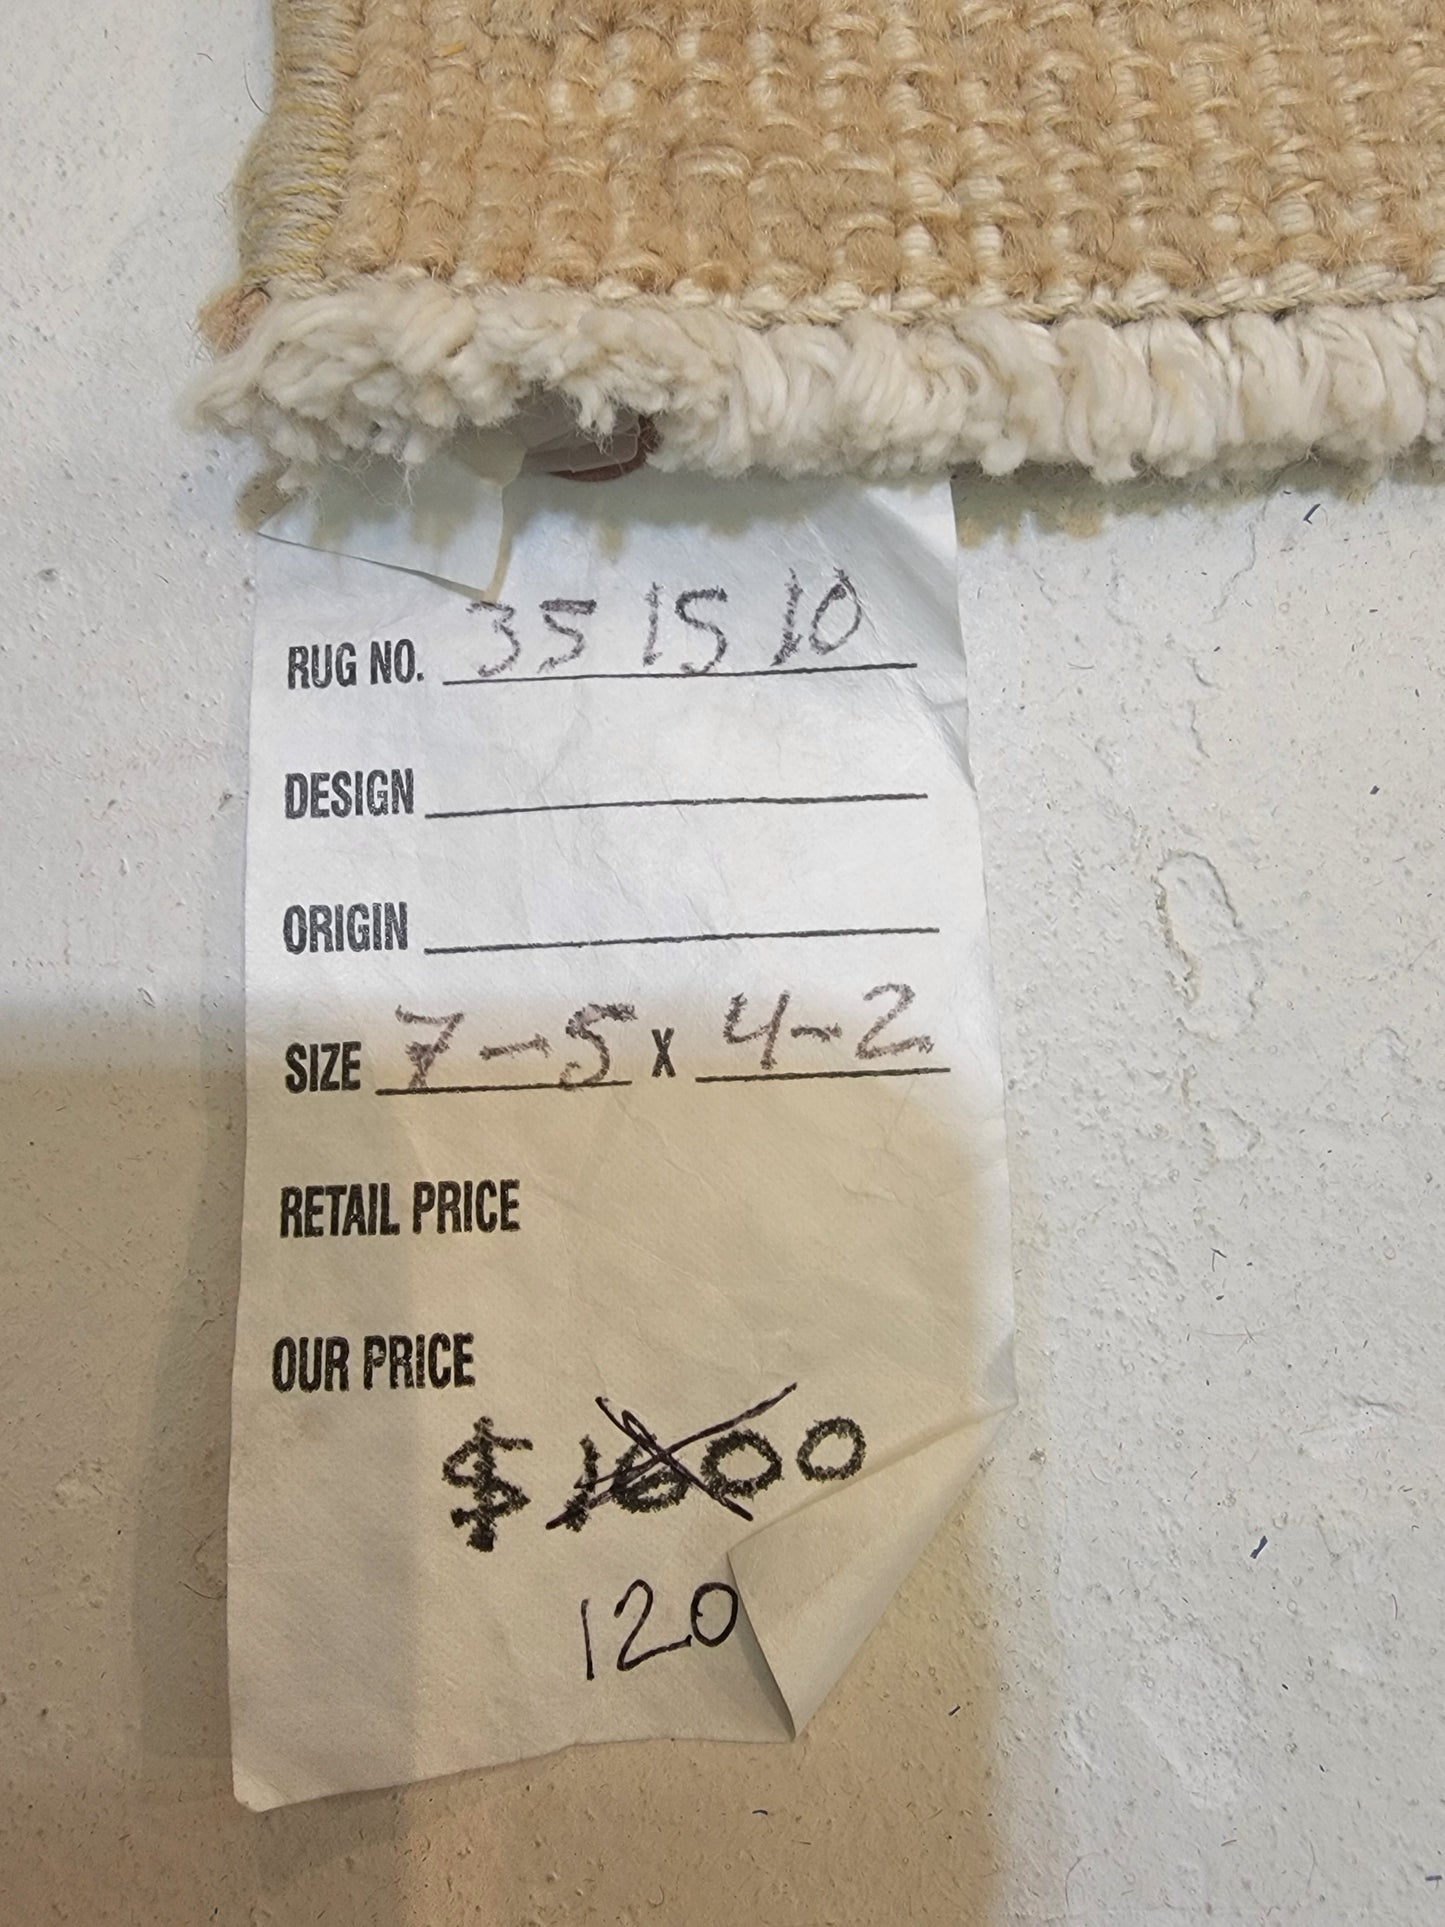 RUG NO. 351510
DESIGN
ORIGIN
SIZE 7-5 X 4-2
RETAIL PRICE
OUR PRICE
$1600
120